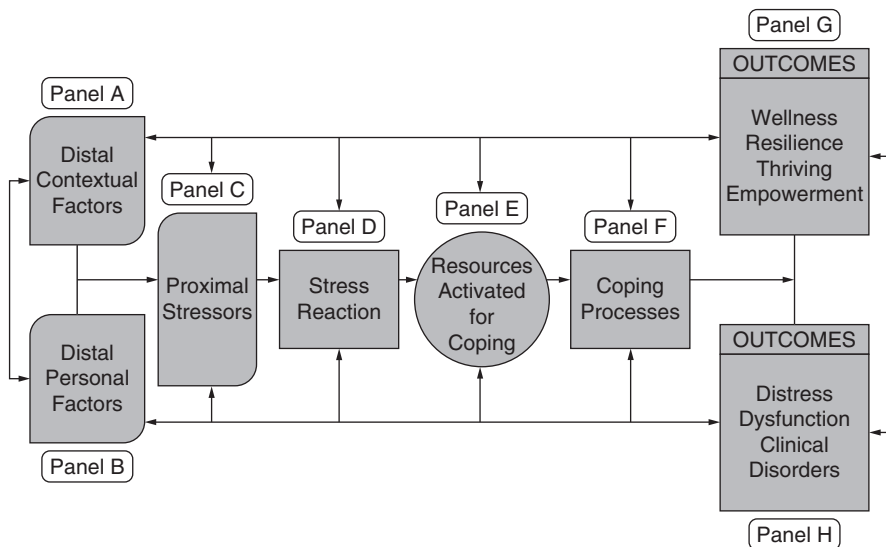 Panel A
Distal
Contextual
Factors
Distal
Personal
Factors
Panel B
Panel C
Proximal
Stressors
Panel D
Stress
Reaction
Panel E
Resources
Activated
for
Coping
Panel F
Coping
Processes
Panel G
OUTCOMES
Wellness
Resilience
Thriving
Empowerment
OUTCOMES
Distress
Dysfunction
Clinical
Disorders
Panel H